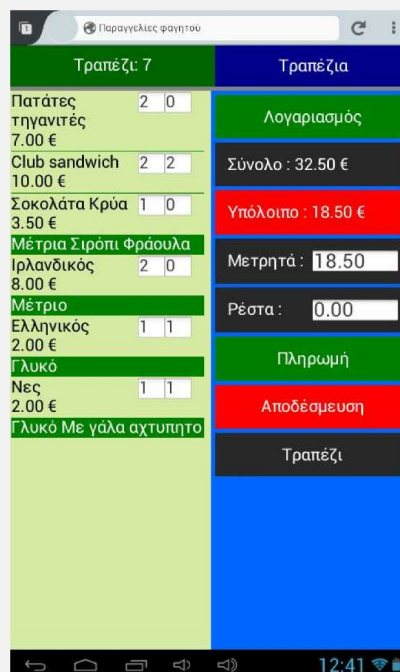 1
Παραγγελίες φαγητού
Τραπέζι: 7
Τραπέζια
Πατάτες τηγανιτές 2 0
7.00 €
Club sandwich 2 2
10.00 €
Σοκολάτα Κρύα 1 0
3.50 €
Μέτρια Σιρόπι Φράουλα
Ιρλανδικός 2 0
8.00 €
Μέτριο
Ελληνικός 1 1
2.00 €
Γλυκό
Νες 1 1
2.00 €
Γλυκό Με γάλα αχτυπητο
Λογαριασμός
Σύνολο : 32.50 €
Υπόλοιπο : 18.50 €
Μετρητά : 18.50
Ρέστα : 0.00
Πληρωμή
Αποδέσμευση
Τραπέζι
12:41